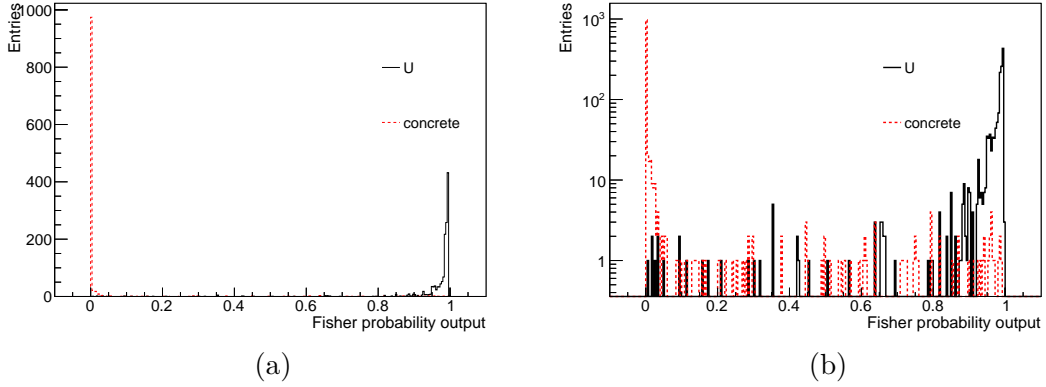 Entries
1000
800
600
400
200
0
U
concrete
0 0.2 0.4 0.6 0.8 1
Fisher probability output
(a)
Entries
10³
10²
10
1
U
concrete
0 0.2 0.4 0.6 0.8 1
Fisher probability output
(b)